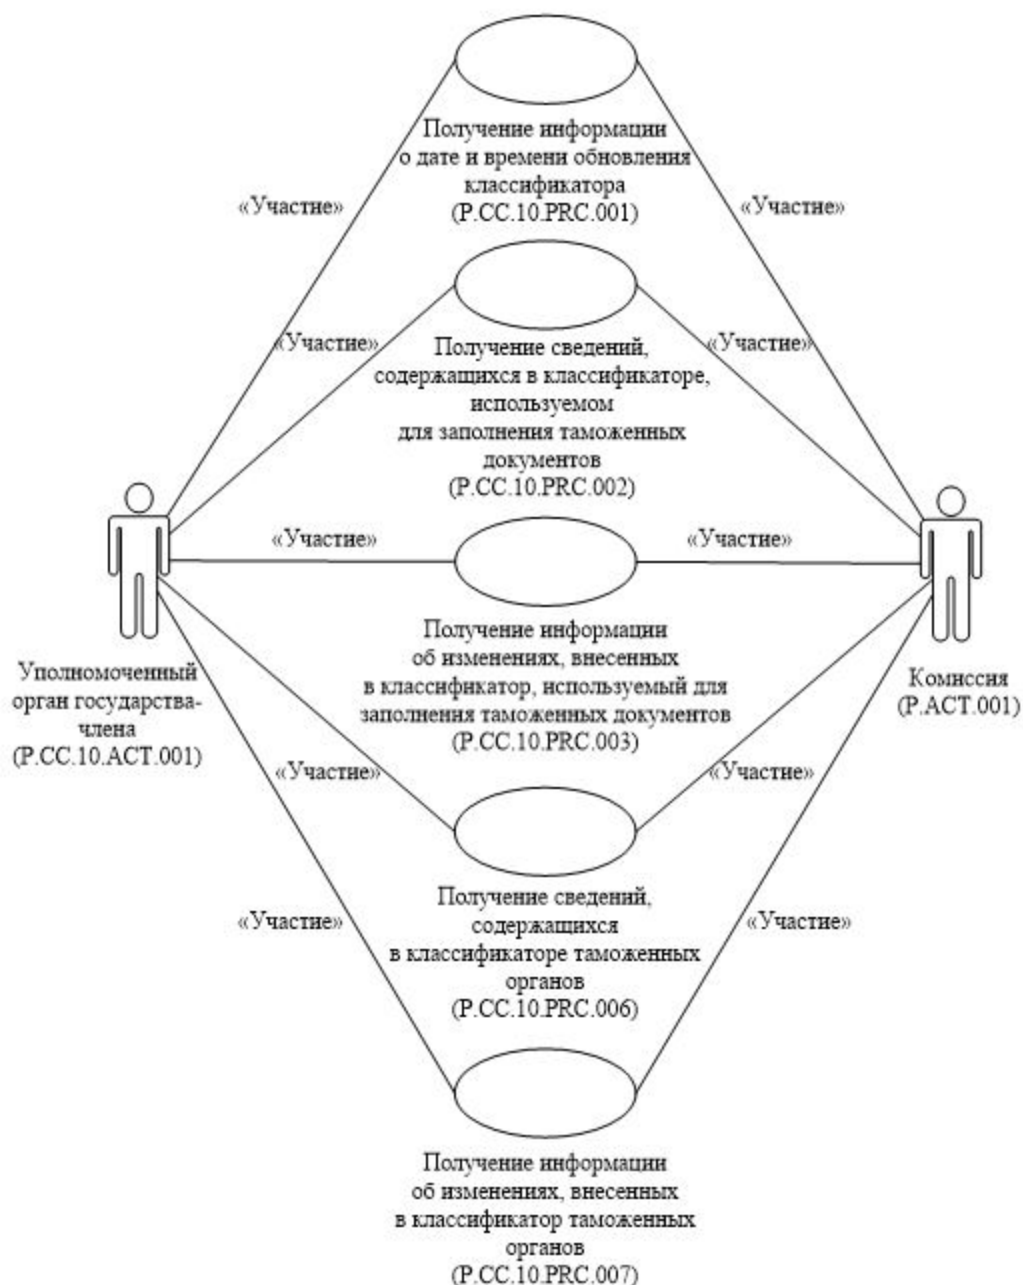 Получение информации
о дате и времени обновления
классификатора
(P.CC.10.PRC.001)
«Участие»
«Участие»
«Участие»
«Участие»
Получение сведений,
содержащихся в классификаторе,
используемом
для заполнения таможенных
документов
(P.CC.10.PRC.002)
«Участие»
«Участие»
Получение информации
об изменениях, внесенных
в классификатор, используемый для
заполнения таможенных документов
(P.CC.10.PRC.003)
Уполномоченный
орган государства-
члена
(P.CC.10.ACT.001)
Комиссия
(P.ACT.001)
«Участие»
«Участие»
Получение сведений,
содержащихся
в классификаторе таможенных
органов
(P.CC.10.PRC.006)
«Участие»
«Участие»
Получение информации
об изменениях, внесенных
в классификатор таможенных
органов
(P.CC.10.PRC.007)